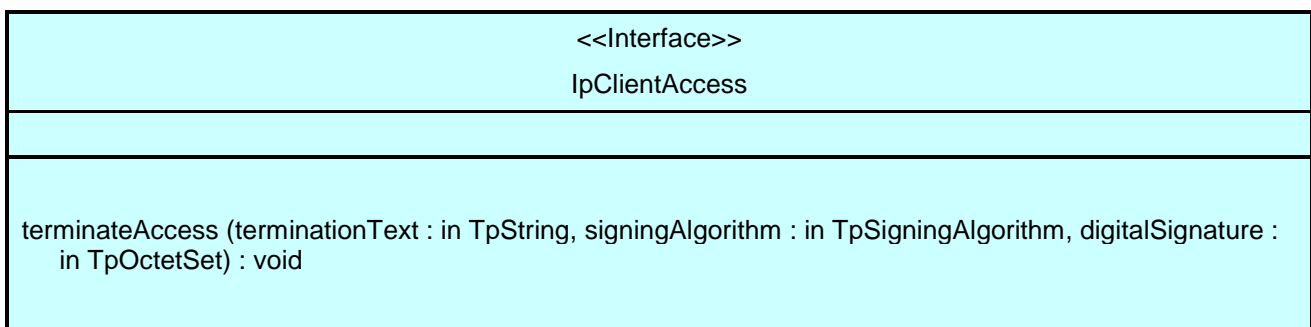 <<Interface>>
IpClientAccess
terminateAccess (terminationText : in TpString, signingAlgorithm : in TpSigningAlgorithm, digitalSignature :
in TpOctetSet) : void